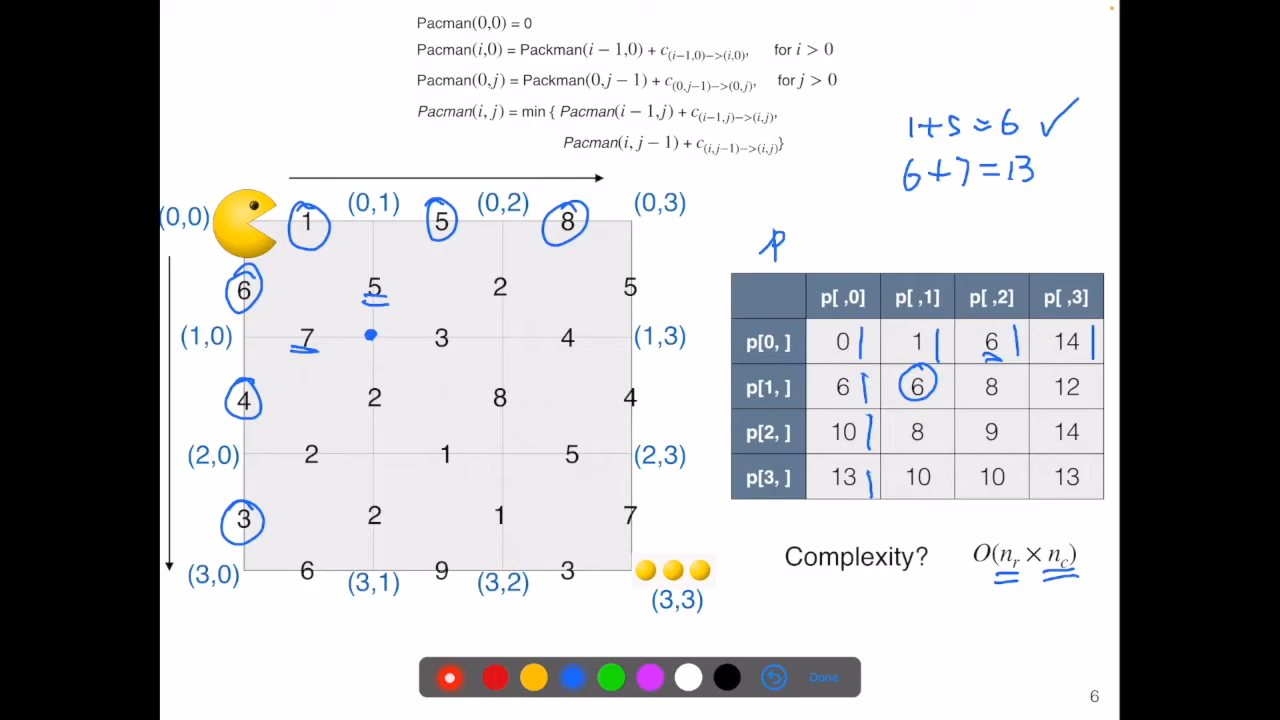 Pacman(0,0) = 0
Pacman(i,0) = Packman(i − 1,0) + c(i−1,0)−>(i,0), for i > 0
Pacman(0,j) = Packman(0,j − 1) + c(0,j−1)−>(0,j), for j > 0
Pacman(i, j) = min { Pacman(i − 1,j) + c(i−1,j)−>(i,j),
Pacman(i, j − 1) + c(i,j−1)−>(i,j)}
1+5=6 ✓
6+7=13
(0,0) 1 (0,1) 5 (0,2) 8 (0,3)
6 5 2 5
(1,0) 7 3 4 (1,3)
4 2 8 4
(2,0) 2 1 5 (2,3)
3 2 1 7
(3,0) 6 (3,1) 9 (3,2) 3
(3,3)
p
p[ ,0] p[ ,1] p[ ,2] p[ ,3]
p[0, ] 0 1 6 14
p[1, ] 6 6 8 12
p[2, ] 10 8 9 14
p[3, ] 13 10 10 13
Complexity? O(nr × nc)
Done
6